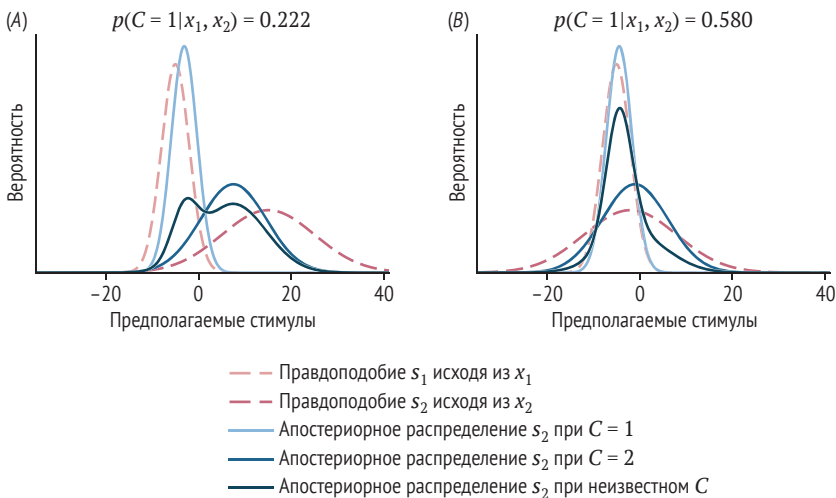 (A) p(C = 1|x₁, x₂) = 0.222
Вероятность
−20 0 20 40
Предполагаемые стимулы
(B) p(C = 1|x₁, x₂) = 0.580
Вероятность
−20 0 20 40
Предполагаемые стимулы
Правдоподобие s₁ исходя из x₁
Правдоподобие s₂ исходя из x₂
Апостериорное распределение s₂ при C = 1
Апостериорное распределение s₂ при C = 2
Апостериорное распределение s₂ при неизвестном C